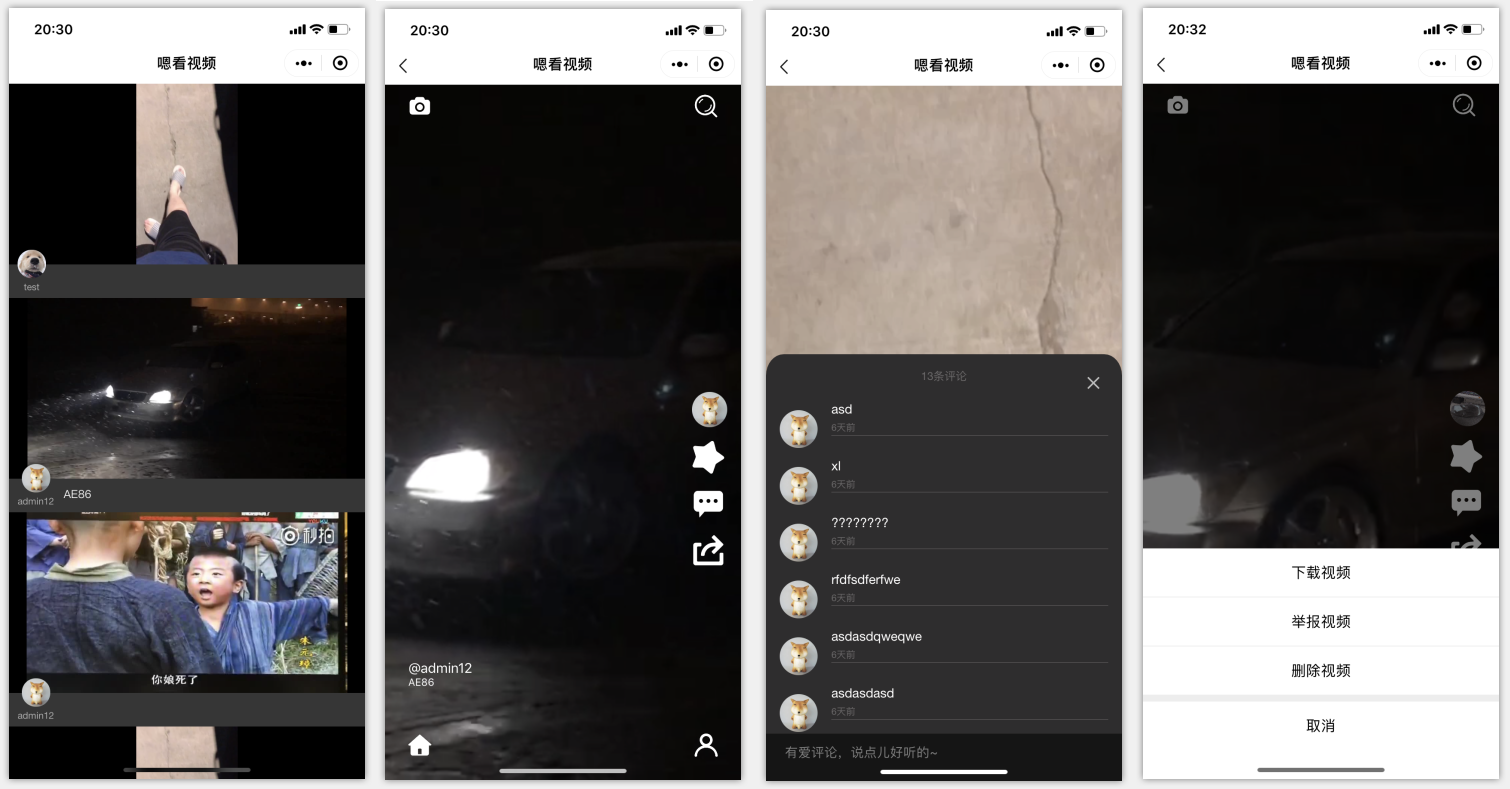 20:30
嗯看视频
test
AE86
admin12
秒拍
朱元璋
你娘死了
admin12
20:30
嗯看视频
@admin12
AE86
20:30
嗯看视频
13条评论
asd
6天前
xl
6天前
????????
6天前
rfdfsdferfwe
6天前
asdasdqweqwe
6天前
asdasdasd
6天前
有爱评论，说点儿好听的~
20:32
嗯看视频
下载视频
举报视频
删除视频
取消